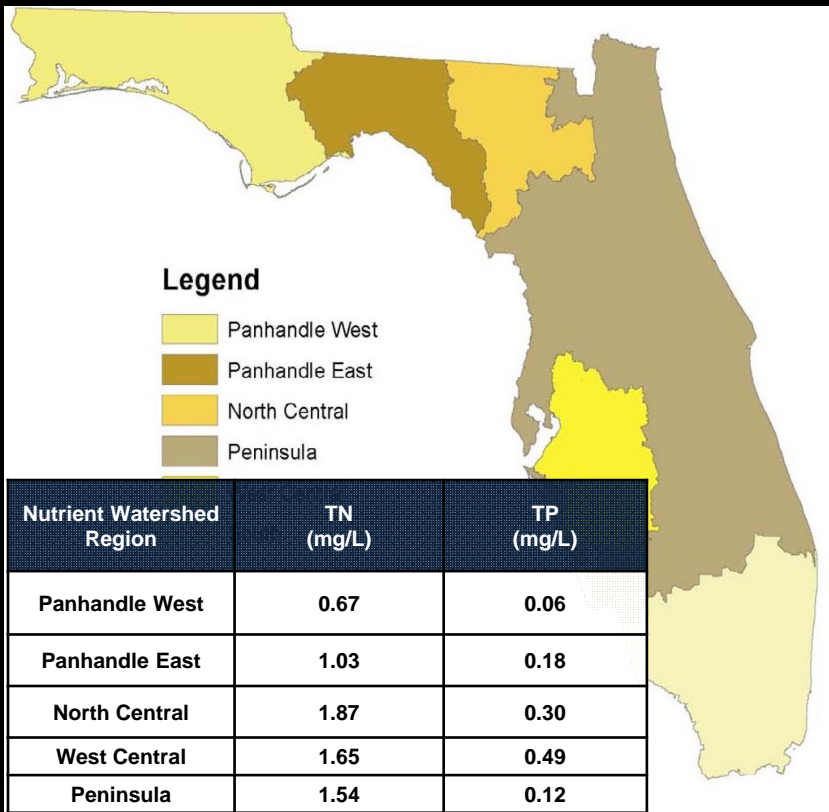 Legend
Panhandle West
Panhandle East
North Central
Peninsula
Nutrient Watershed Region TN (mg/L) TP (mg/L)
Panhandle West 0.67 0.06
Panhandle East 1.03 0.18
North Central 1.87 0.30
West Central 1.65 0.49
Peninsula 1.54 0.12